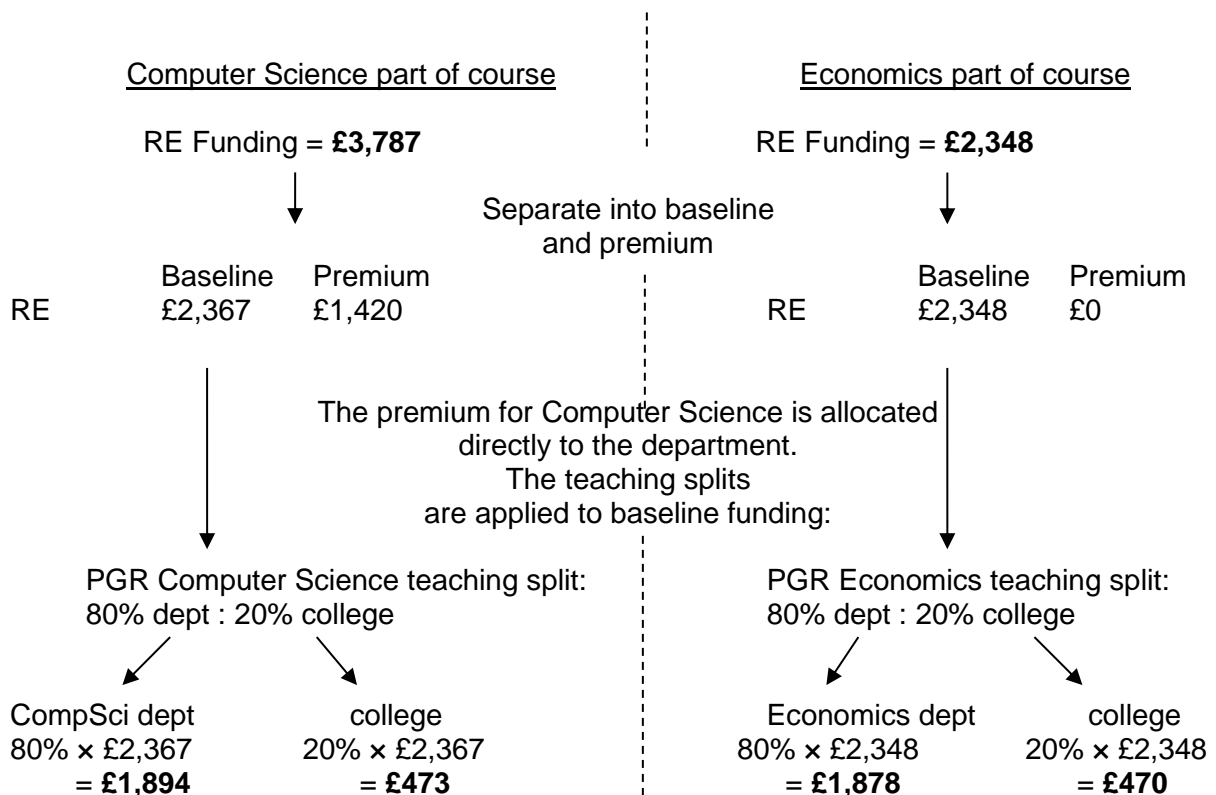 Computer Science part of course
Economics part of course
RE Funding = £3,787
RE Funding = £2,348
Separate into baseline
and premium
Baseline Premium
RE £2,367 £1,420
Baseline Premium
RE £2,348 £0
The premium for Computer Science is allocated
directly to the department.
The teaching splits
are applied to baseline funding:
PGR Computer Science teaching split:
80% dept : 20% college
PGR Economics teaching split:
80% dept : 20% college
CompSci dept
80% × £2,367
= £1,894
college
20% × £2,367
= £473
Economics dept
80% × £2,348
= £1,878
college
20% × £2,348
= £470